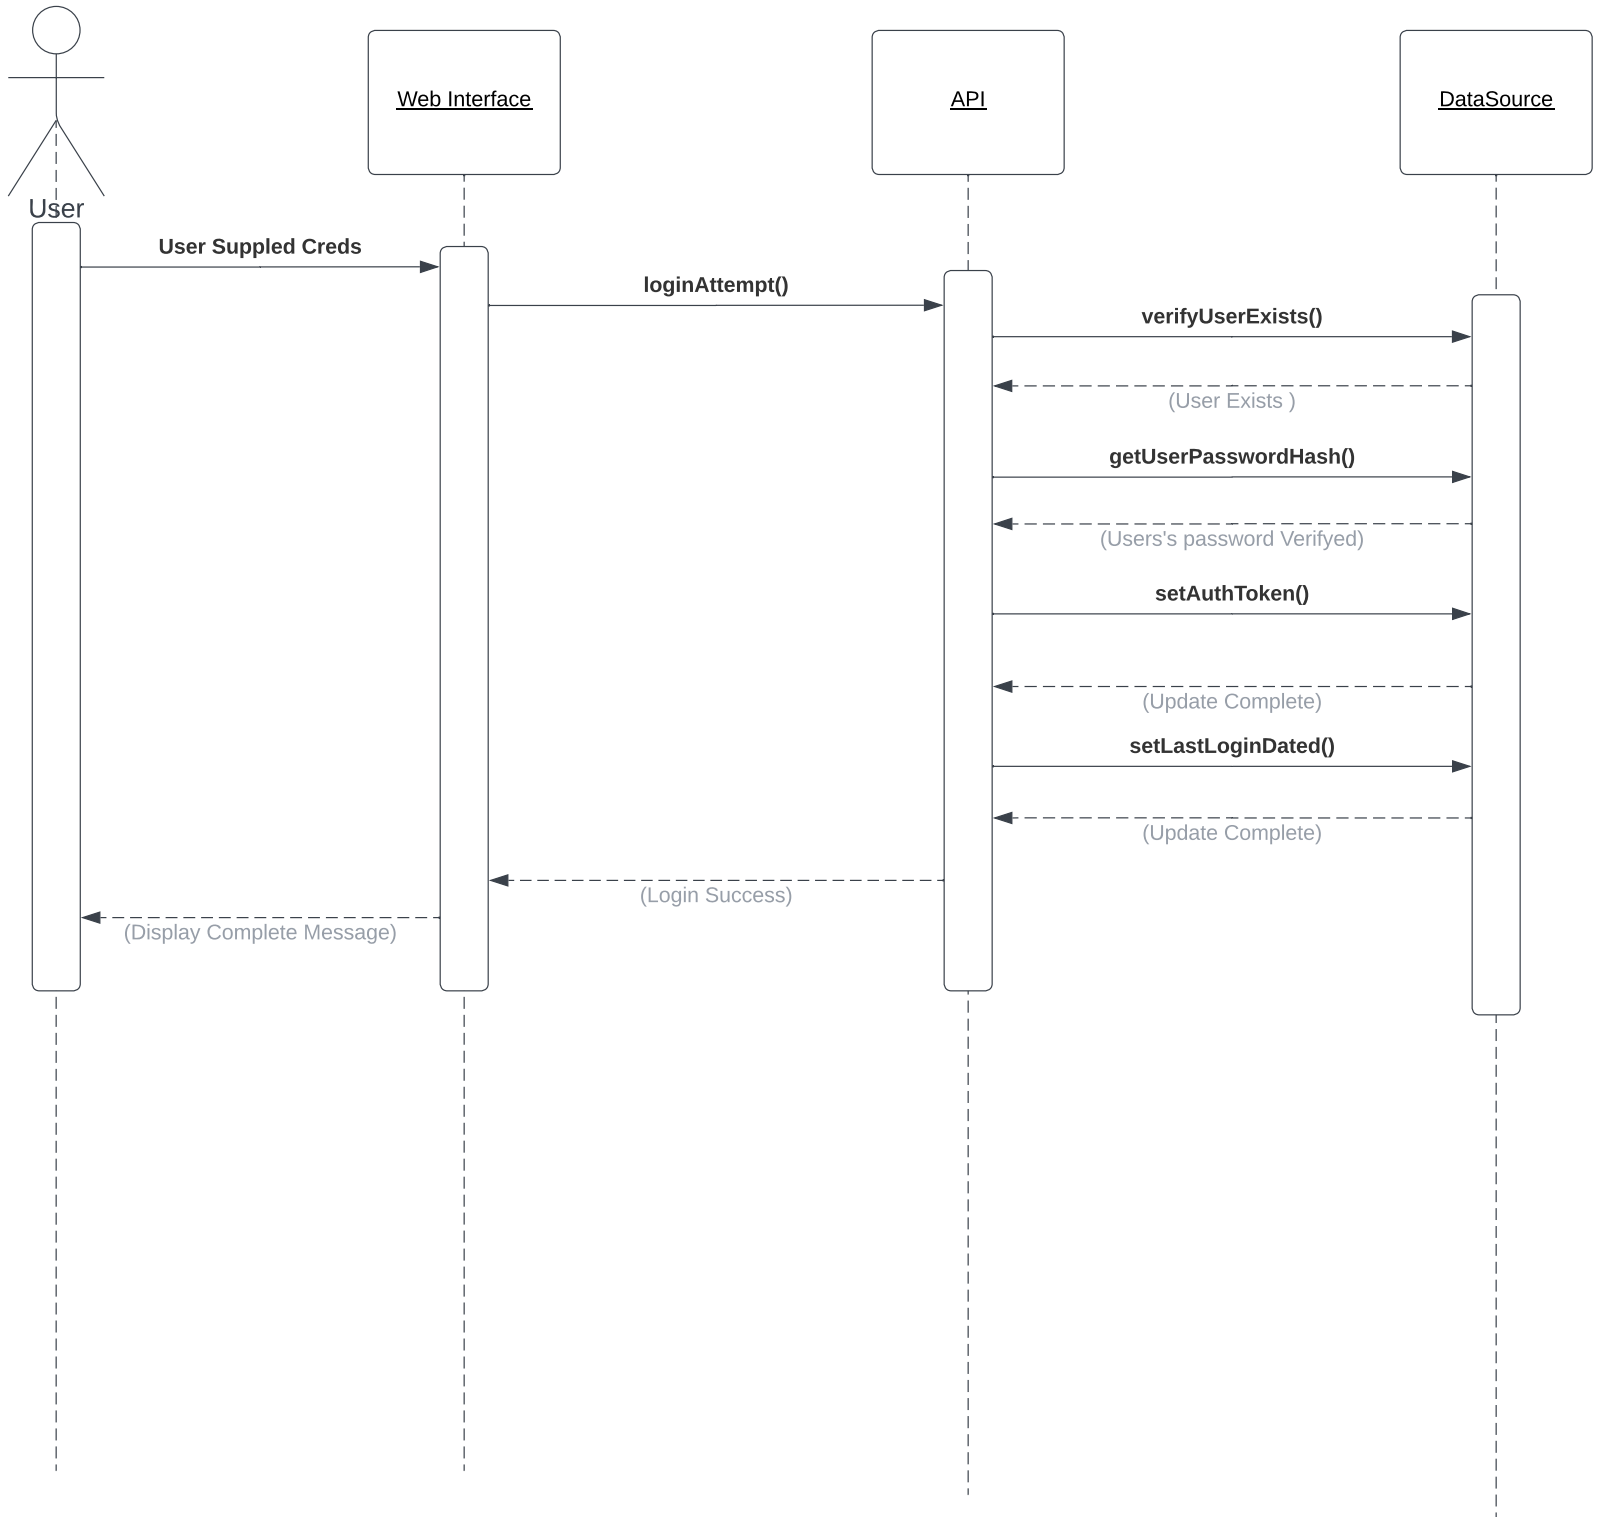 User
Web Interface
API
DataSource
User Suppled Creds
loginAttempt()
verifyUserExists()
(User Exists )
getUserPasswordHash()
(Users's password Verifyed)
setAuthToken()
(Update Complete)
setLastLoginDated()
(Update Complete)
(Login Success)
(Display Complete Message)